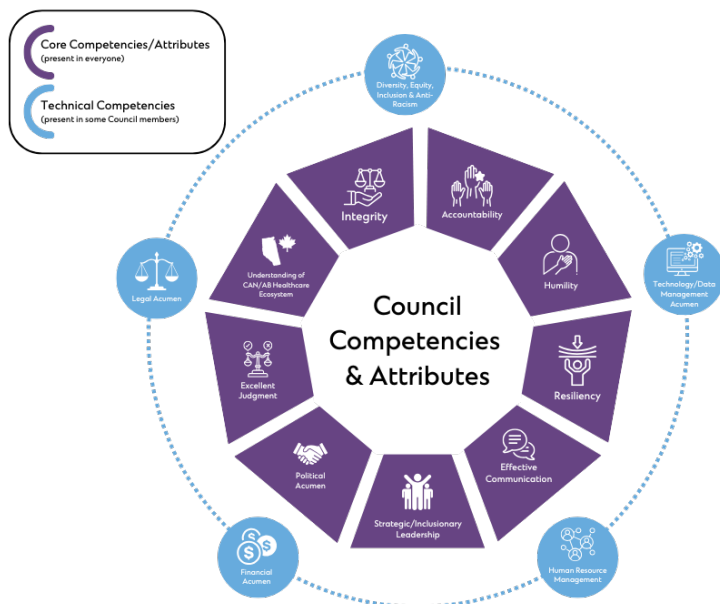 Core Competencies/Attributes
(present in everyone)
Technical Competencies
(present in some Council members)
Diversity, Equity,
Inclusion & Anti-
Racism
Integrity
Accountability
Understanding of
CAN/AB Healthcare
Ecosystem
Humility
Legal Acumen
Technology/Data
Management
Acumen
Council
Competencies
& Attributes
Excellent
Judgment
Resiliency
Political
Acumen
Effective
Communication
Strategic/Inclusionary
Leadership
Financial
Acumen
Human Resource
Management